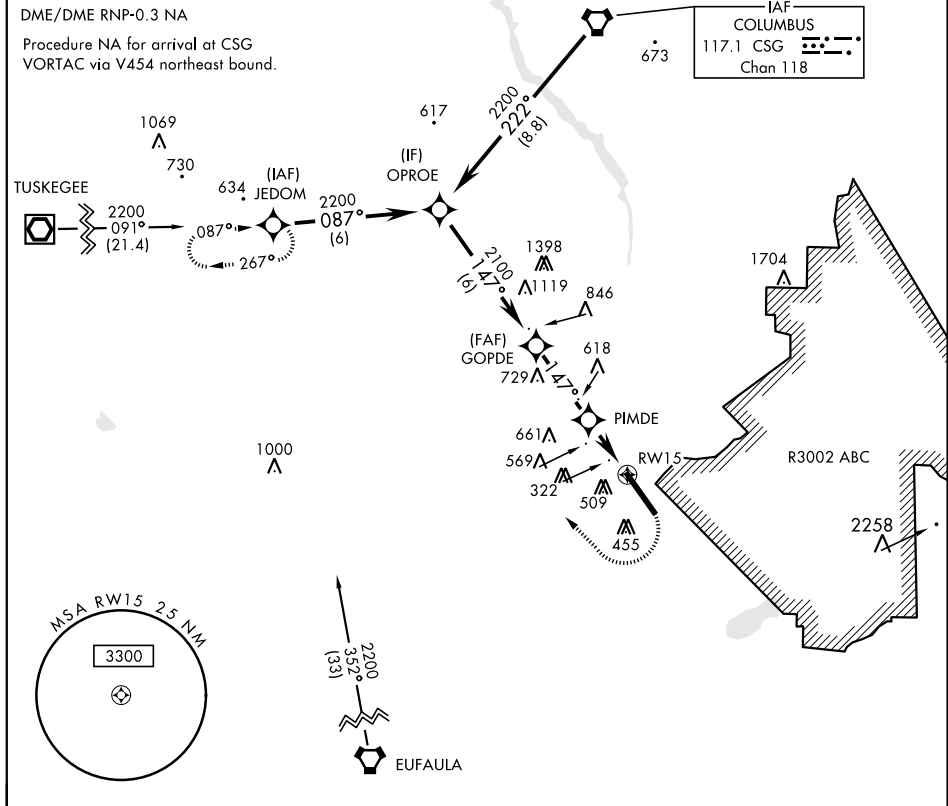 DME/DME RNP-0.3 NA
Procedure NA for arrival at CSG
VORTAC via V454 northeast bound.
IAF
COLUMBUS
117.1 CSG
Chan 118
673
2200
222°
(8.8)
617
1069
730
634
(IAF)
JEDOM
(IF)
OPROE
TUSKEGEE
2200
091°
(21.4)
087°
267°
2200
087°
(6)
2100
147°
(6)
1398
1119
846
1704
(FAF)
GOPDE
729
147°
618
PIMDE
661
569
322
509
RW15
455
R3002 ABC
2258
1000
MSA RW15 25 NM
3300
2200
352°
(33)
EUFAULA